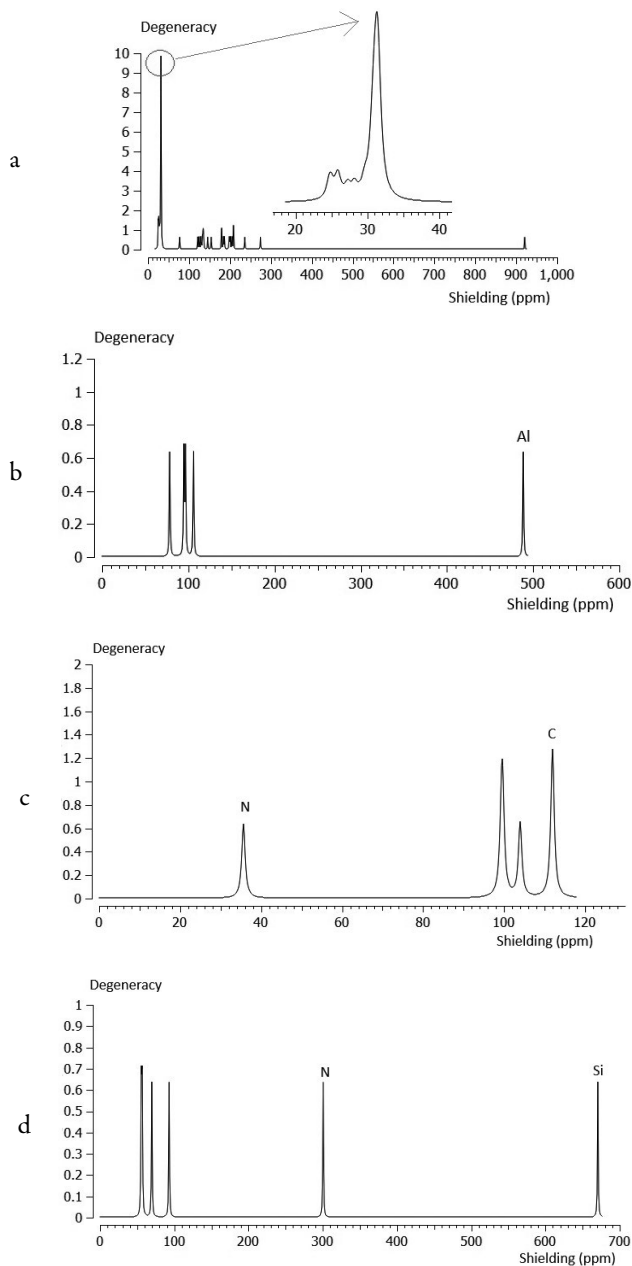 Degeneracy
10
9
8
7
6
5
4
3
2
1
0
a
20 30 40
0 100 200 300 400 500 600 700 800 900 1,000
Shielding (ppm)
Degeneracy
1.2
1
0.8
0.6
0.4
0.2
0
b
Al
0 100 200 300 400 500 600
Shielding (ppm)
Degeneracy
2
1.8
1.6
1.4
1.2
1
0.8
0.6
0.4
0.2
0
c
N
C
0 20 40 60 80 100 120
Shielding (ppm)
Degeneracy
1
0.9
0.8
0.7
0.6
0.5
0.4
0.3
0.2
0.1
0
d
N
Si
0 100 200 300 400 500 600 700
Shielding (ppm)